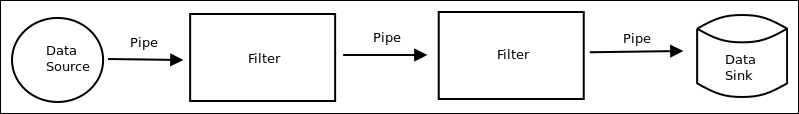 Data
Source
Pipe
Filter
Pipe
Filter
Pipe
Data
Sink